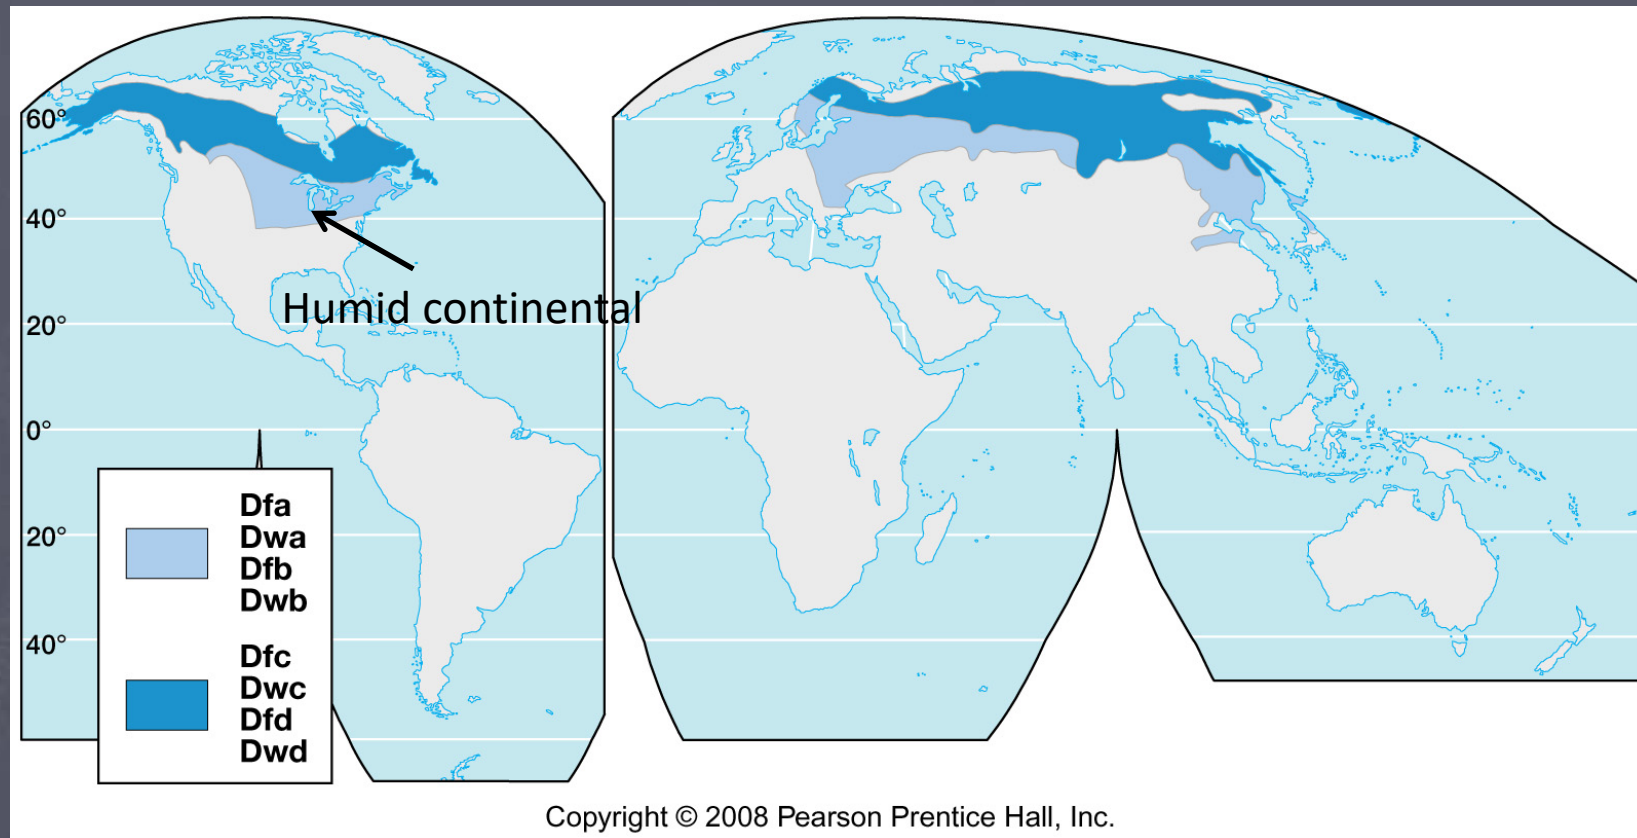 60°
40°
Humid continental
20°
0°
Dfa
Dwa
Dfb
Dwb
20°
40°
Dfc
Dwc
Dfd
Dwd
Copyright © 2008 Pearson Prentice Hall, Inc.